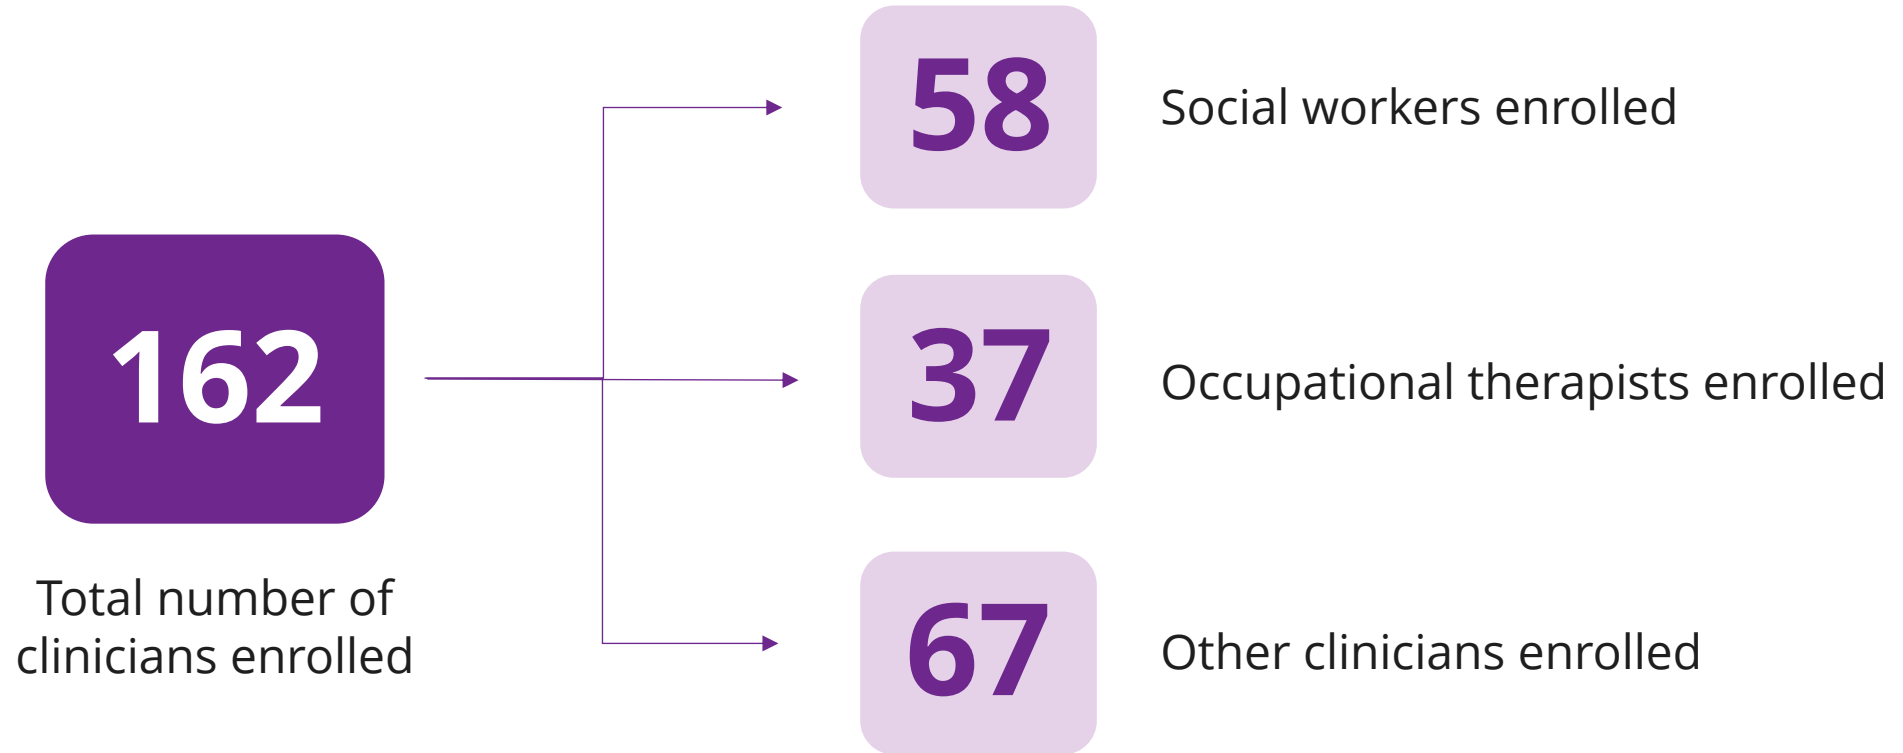 162
Total number of
clinicians enrolled
58
Social workers enrolled
37
Occupational therapists enrolled
67
Other clinicians enrolled